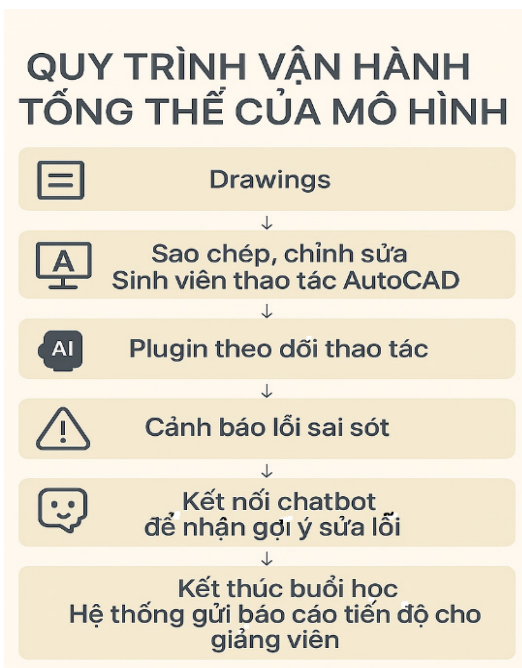 QUY TRÌNH VẬN HÀNH
TỔNG THỂ CỦA MÔ HÌNH
Drawings
A
Sao chép, chỉnh sửa
Sinh viên thao tác AutoCAD
AI
Plugin theo dõi thao tác
Cảnh báo lỗi sai sót
Kết nối chatbot
để nhận gợi ý sửa lỗi
Kết thúc buổi học
Hệ thống gửi báo cáo tiến độ cho
giảng viên